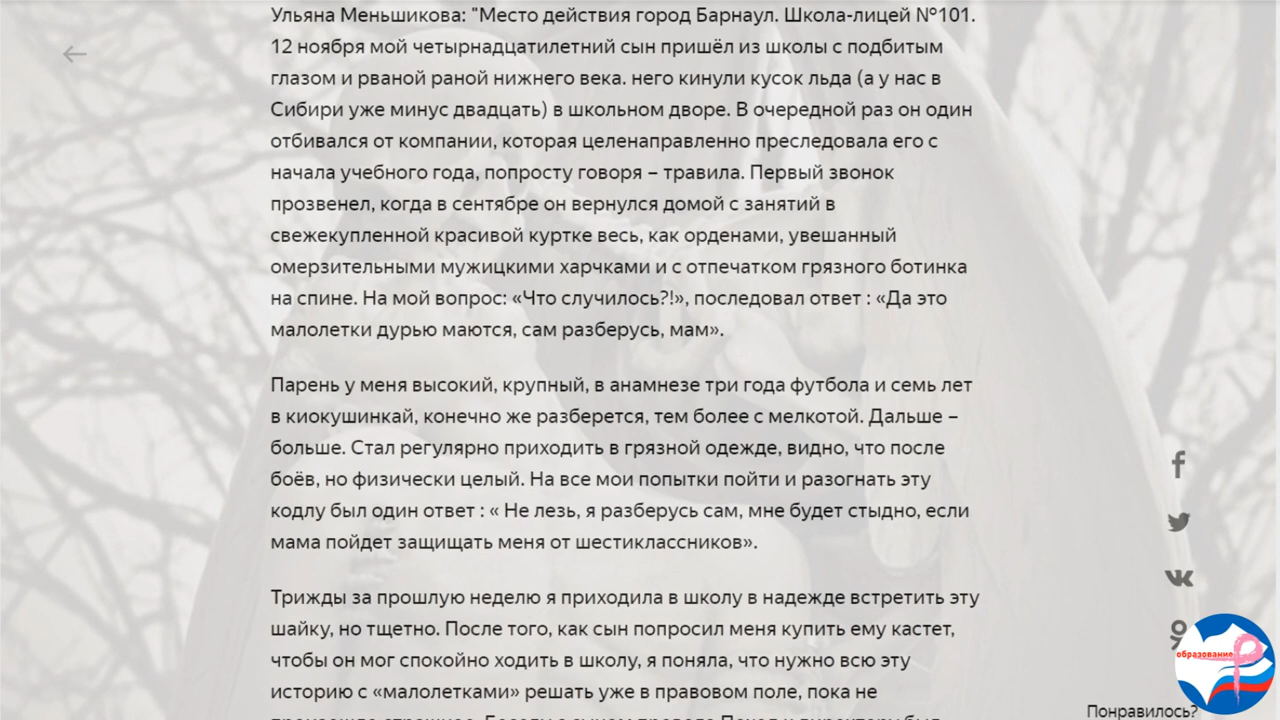 Ульяна Меньшикова: "Место действия город Барнаул. Школа-лицей №101.
12 ноября мой четырнадцатилетний сын пришёл из школы с подбитым
глазом и рваной раной нижнего века. него кинули кусок льда (а у нас в
Сибири уже минус двадцать) в школьном дворе. В очередной раз он один
отбивался от компании, которая целенаправленно преследовала его с
начала учебного года, попросту говоря – травила. Первый звонок
прозвенел, когда в сентябре он вернулся домой с занятий в
свежекупленной красивой куртке весь, как орденами, увешанный
омерзительными мужицкими харчками и с отпечатком грязного ботинка
на спине. На мой вопрос: «Что случилось?!», последовал ответ : «Да это
малолетки дурью маются, сам разберусь, мам».
Парень у меня высокий, крупный, в анамнезе три года футбола и семь лет
в киокушинкай, конечно же разберется, тем более с мелкотой. Дальше –
больше. Стал регулярно приходить в грязной одежде, видно, что после
боёв, но физически целый. На все мои попытки пойти и разогнать эту
кодлу был один ответ : « Не лезь, я разберусь сам, мне будет стыдно, если
мама пойдет защищать меня от шестиклассников».
Трижды за прошлую неделю я приходила в школу в надежде встретить эту
шайку, но тщетно. После того, как сын попросил меня купить ему кастет,
чтобы он мог спокойно ходить в школу, я поняла, что нужно всю эту
историю с «малолетками» решать уже в правовом поле, пока не
образование
Понравилось?